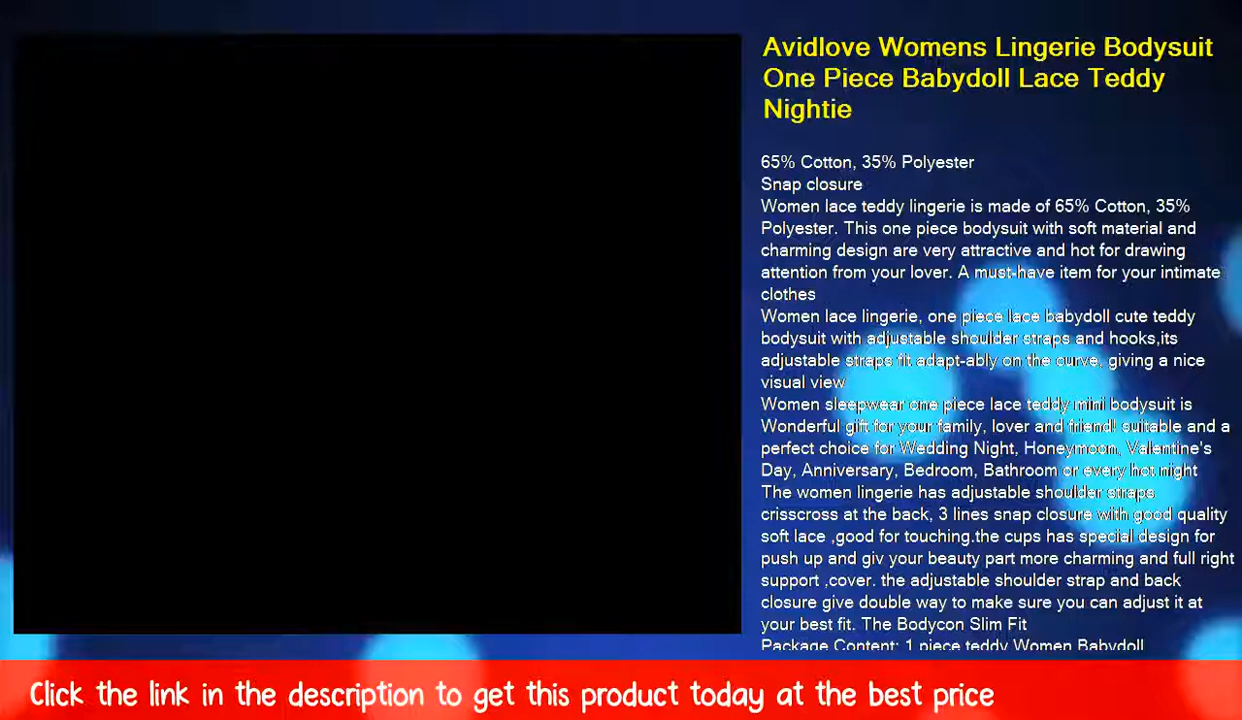 Avidlove Womens Lingerie Bodysuit
One Piece Babydoll Lace Teddy
Nightie
65% Cotton, 35% Polyester
Snap closure
Women lace teddy lingerie is made of 65% Cotton, 35%
Polyester. This one piece bodysuit with soft material and
charming design are very attractive and hot for drawing
attention from your lover. A must-have item for your intimate
clothes
Women lace lingerie, one piece lace babydoll cute teddy
bodysuit with adjustable shoulder straps and hooks,its
adjustable straps fit adapt-ably on the curve, giving a nice
visual view
Women sleepwear one piece lace teddy mini bodysuit is
Wonderful gift for your family, lover and friend! suitable and a
perfect choice for Wedding Night, Honeymoon, Valentine's
Day, Anniversary, Bedroom, Bathroom or every hot night
The women lingerie has adjustable shoulder straps
crisscross at the back, 3 lines snap closure with good quality
soft lace ,good for touching.the cups has special design for
push up and giv your beauty part more charming and full right
support ,cover. the adjustable shoulder strap and back
closure give double way to make sure you can adjust it at
your best fit. The Bodycon Slim Fit
Package Content: 1 piece teddy Women Babydoll
Click the link in the description to get this product today at the best price